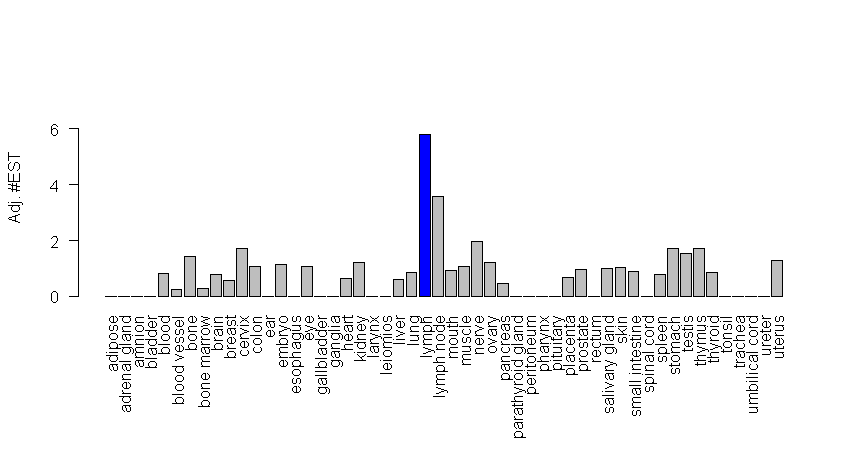 Adj. #EST
6
4
2
0
adipose
adrenal gland
amnion
bladder
blood
blood vessel
bone
bone marrow
brain
breast
cervix
colon
ear
embryo
esophagus
eye
gallbladder
ganglia
heart
kidney
larynx
leiomios
liver
lung
lymph
lymph node
mouth
muscle
nerve
ovary
pancreas
parathyroid gland
peritoneum
pharynx
pituitary
placenta
prostate
rectum
salivary gland
skin
small intestine
spinal cord
spleen
stomach
testis
thymus
thyroid
tonsil
trachea
umbilical cord
ureter
uterus